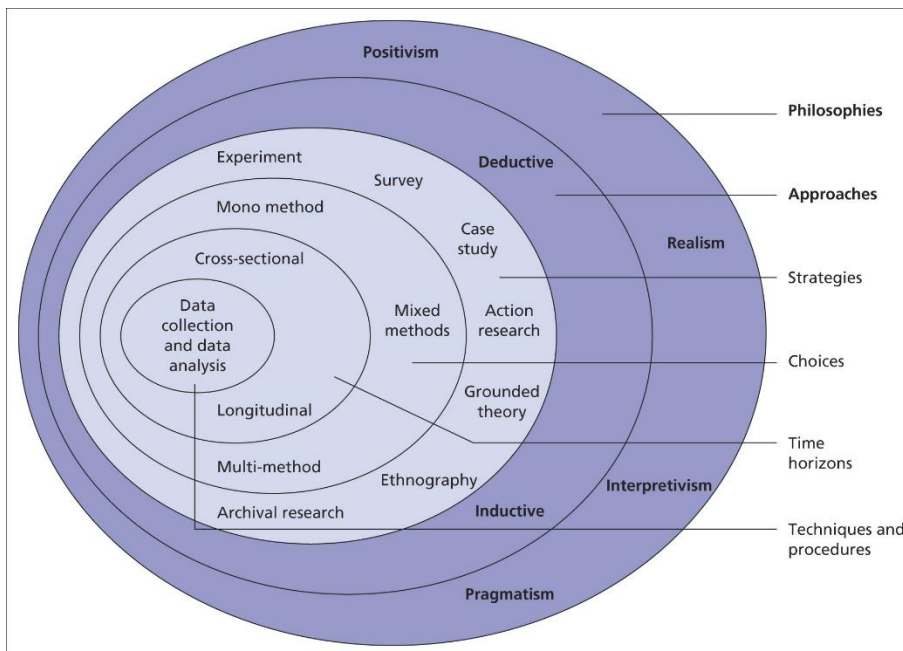 Positivism
Philosophies
Experiment
Deductive
Survey
Approaches
Mono method
Case
study
Realism
Cross-sectional
Strategies
Data
collection
and data
analysis
Mixed
methods
Action
research
Choices
Grounded
theory
Longitudinal
Time
horizons
Multi-method
Ethnography
Interpretivism
Archival research
Inductive
Techniques and
procedures
Pragmatism